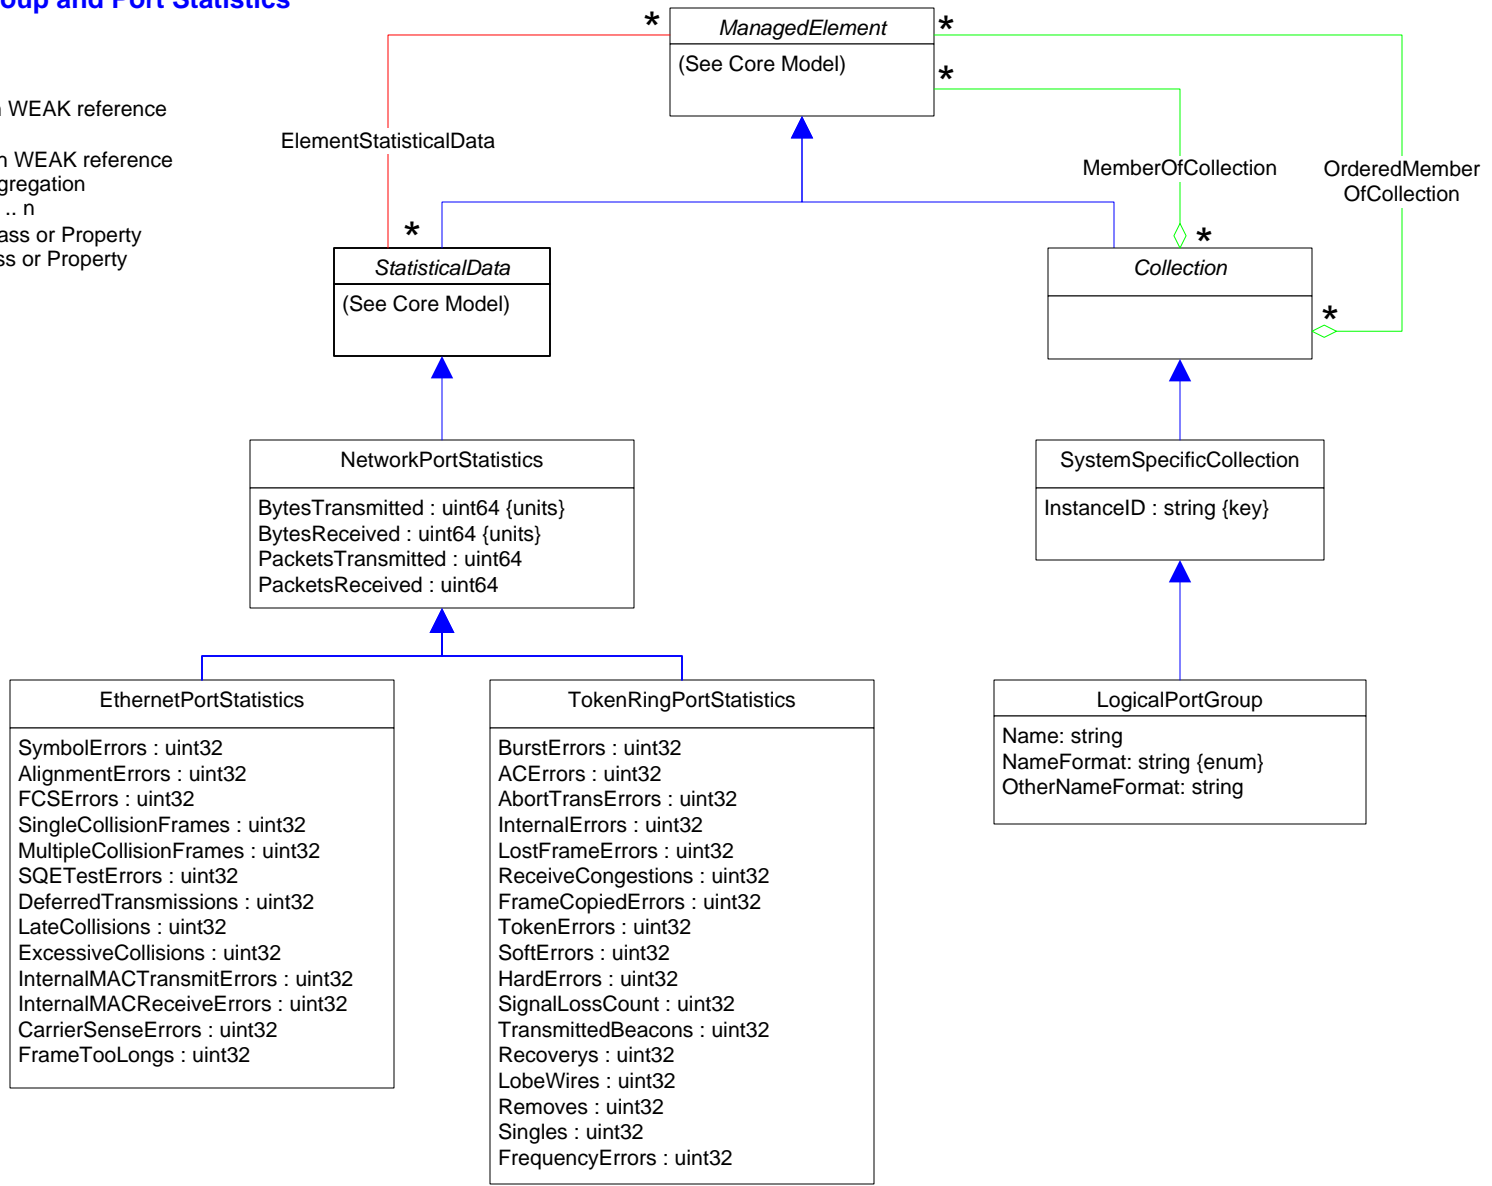 oup and Port Statistics
WEAK reference
n WEAK reference
gregation
.. n
ass or Property
ss or Property
*
ManagedElement
(See Core Model)
*
*
ElementStatisticalData
MemberOfCollection
OrderedMember
OfCollection
*
StatisticalData
(See Core Model)
*
Collection
*
NetworkPortStatistics
BytesTransmitted : uint64 {units}
BytesReceived : uint64 {units}
PacketsTransmitted : uint64
PacketsReceived : uint64
SystemSpecificCollection
InstanceID : string {key}
EthernetPortStatistics
SymbolErrors : uint32
AlignmentErrors : uint32
FCSErrors : uint32
SingleCollisionFrames : uint32
MultipleCollisionFrames : uint32
SQETestErrors : uint32
DeferredTransmissions : uint32
LateCollisions : uint32
ExcessiveCollisions : uint32
InternalMACTransmitErrors : uint32
InternalMACReceiveErrors : uint32
CarrierSenseErrors : uint32
FrameTooLongs : uint32
TokenRingPortStatistics
BurstErrors : uint32
ACErrors : uint32
AbortTransErrors : uint32
InternalErrors : uint32
LostFrameErrors : uint32
ReceiveCongestions : uint32
FrameCopiedErrors : uint32
TokenErrors : uint32
SoftErrors : uint32
HardErrors : uint32
SignalLossCount : uint32
TransmittedBeacons : uint32
Recoverys : uint32
LobeWires : uint32
Removes : uint32
Singles : uint32
FrequencyErrors : uint32
LogicalPortGroup
Name: string
NameFormat: string {enum}
OtherNameFormat: string